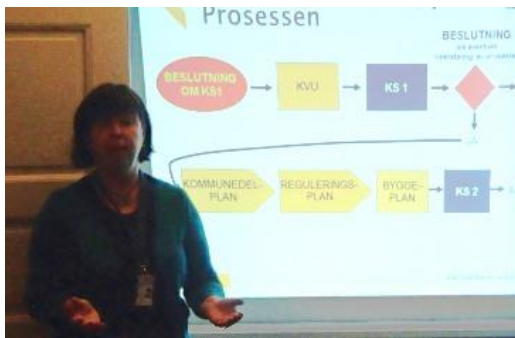 Prosessen
BESLUTNING
BESLUTNING
OM KS1
KVU
KS 1
KOMMUNEDEL-
PLAN
REGULERINGS-
PLAN
BYGGE-
PLAN
KS 2